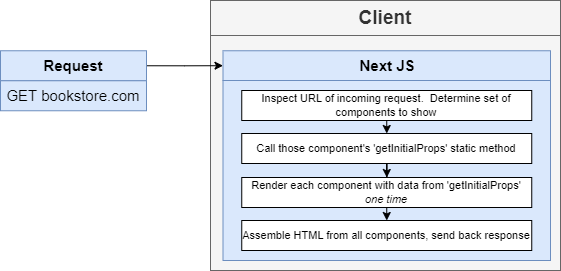 Client
Request
GET bookstore.com
Next JS
Inspect URL of incoming request.  Determine set of
components to show
Call those component's 'getInitialProps' static method
Render each component with data from 'getInitialProps'
one time
Assemble HTML from all components, send back response